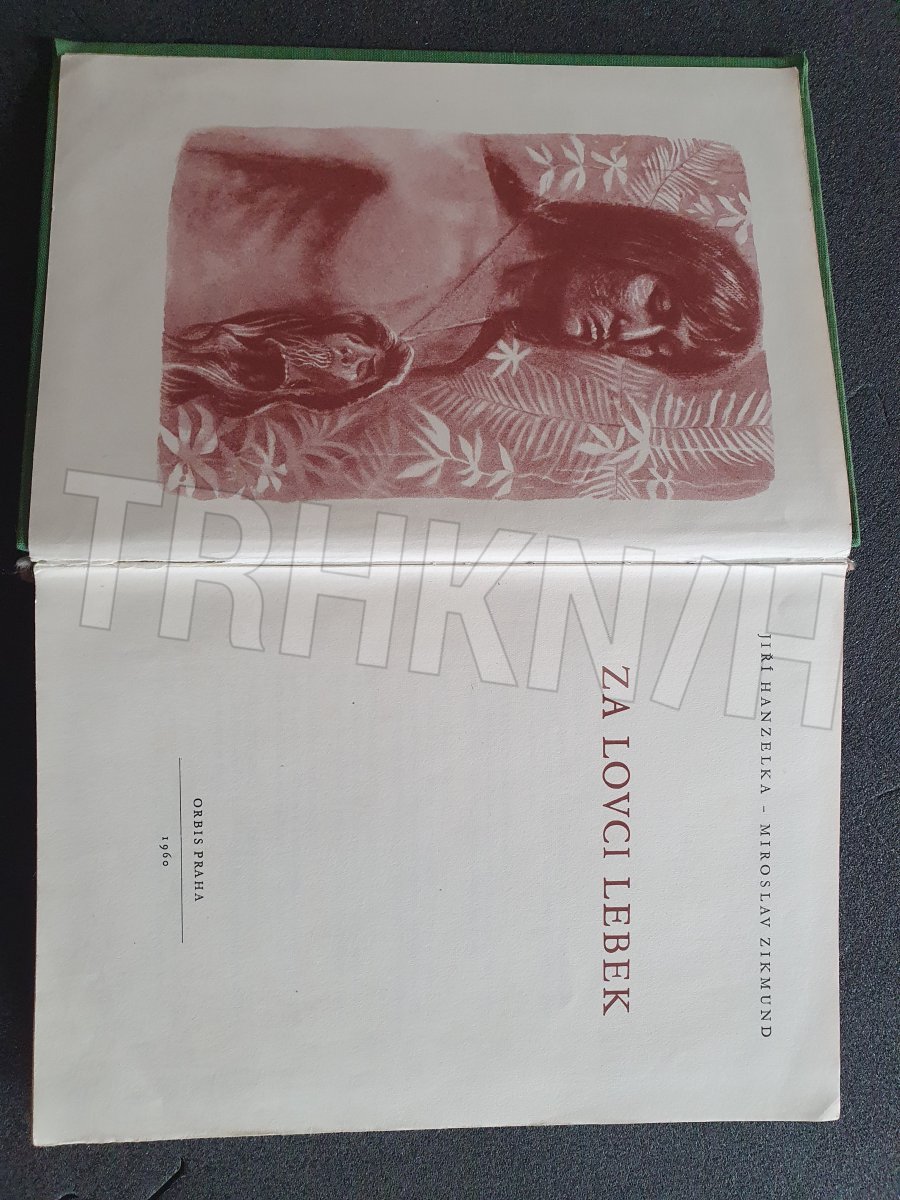 JIŘÍ HANZELKA – MIROSLAV ZIKMUND
ZA LOVCI LEBEK
ORBIS PRAHA
1960
TRHKNIH